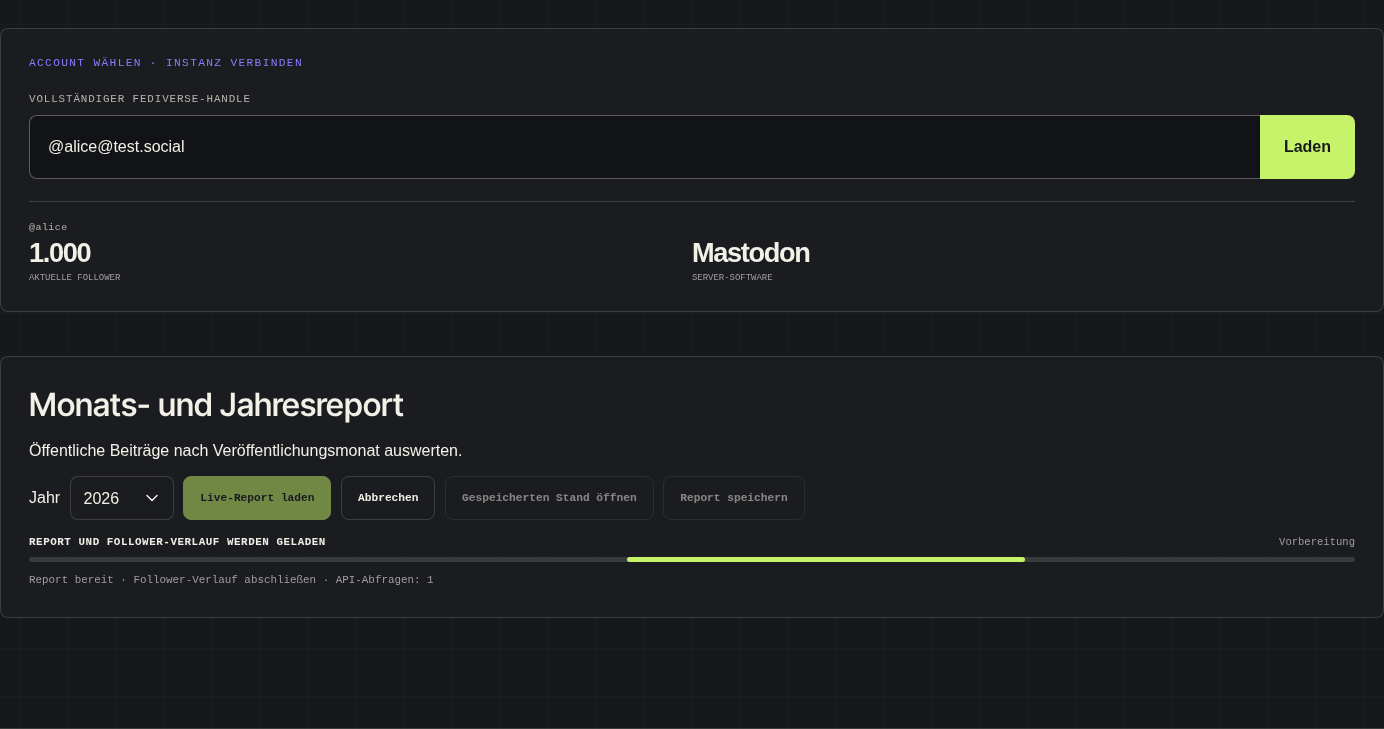 ACCOUNT WÄHLEN · INSTANZ VERBINDEN
VOLLSTÄNDIGER FEDIVERSE-HANDLE
@alice@test.social
Laden
@alice
1.000
AKTUELLE FOLLOWER
Mastodon
SERVER-SOFTWARE
Monats- und Jahresreport
Öffentliche Beiträge nach Veröffentlichungsmonat auswerten.
Jahr 2026 Live-Report laden Abbrechen Gespeicherten Stand öffnen Report speichern
REPORT UND FOLLOWER-VERLAUF WERDEN GELADEN Vorbereitung
Report bereit · Follower-Verlauf abschließen · API-Abfragen: 1